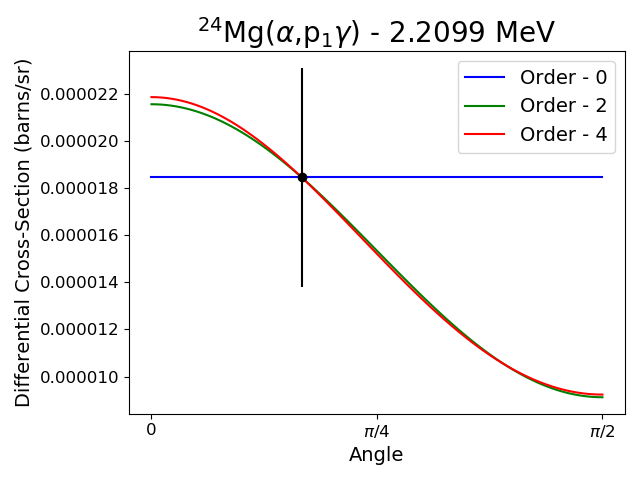 ²⁴Mg(α,p₁γ) - 2.2099 MeV
Differential Cross-Section (barns/sr)
0.000022
0.000020
0.000018
0.000016
0.000014
0.000012
0.000010
Order - 0
Order - 2
Order - 4
0 π/4 π/2
Angle